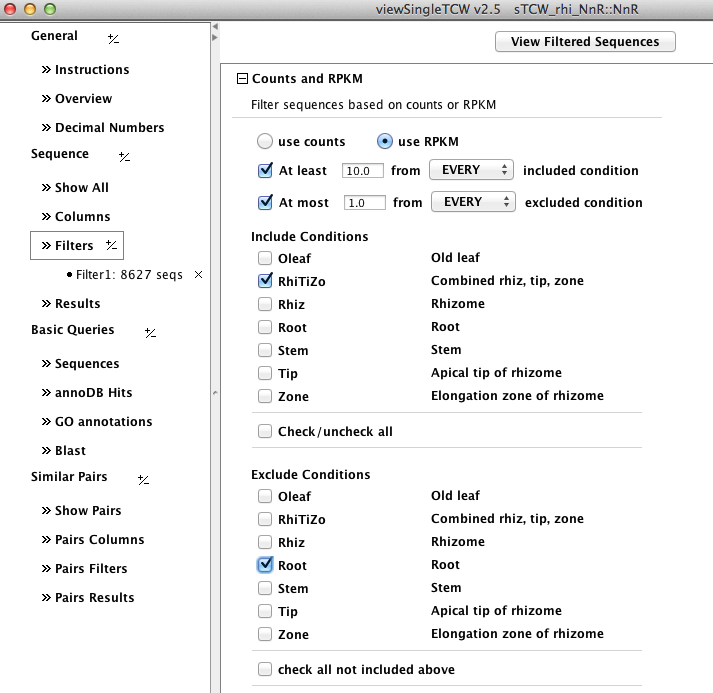 viewSingleTCW v2.5 sTCW_rhi_NnR::NnR
General
Instructions
Overview
Decimal Numbers
Sequence
Show All
Columns
Filters
Filter1: 8627 seqs
Results
Basic Queries
Sequences
annoDB Hits
GO annotations
Blast
Similar Pairs
Show Pairs
Pairs Columns
Pairs Filters
Pairs Results
View Filtered Sequences
Counts and RPKM
Filter sequences based on counts or RPKM
use counts use RPKM
At least 10.0 from EVERY included condition
At most 1.0 from EVERY excluded condition
Include Conditions
Oleaf Old leaf
RhiTiZo Combined rhiz, tip, zone
Rhiz Rhizome
Root Root
Stem Stem
Tip Apical tip of rhizome
Zone Elongation zone of rhizome
Check/uncheck all
Exclude Conditions
Oleaf Old leaf
RhiTiZo Combined rhiz, tip, zone
Rhiz Rhizome
Root Root
Stem Stem
Tip Apical tip of rhizome
Zone Elongation zone of rhizome
check all not included above